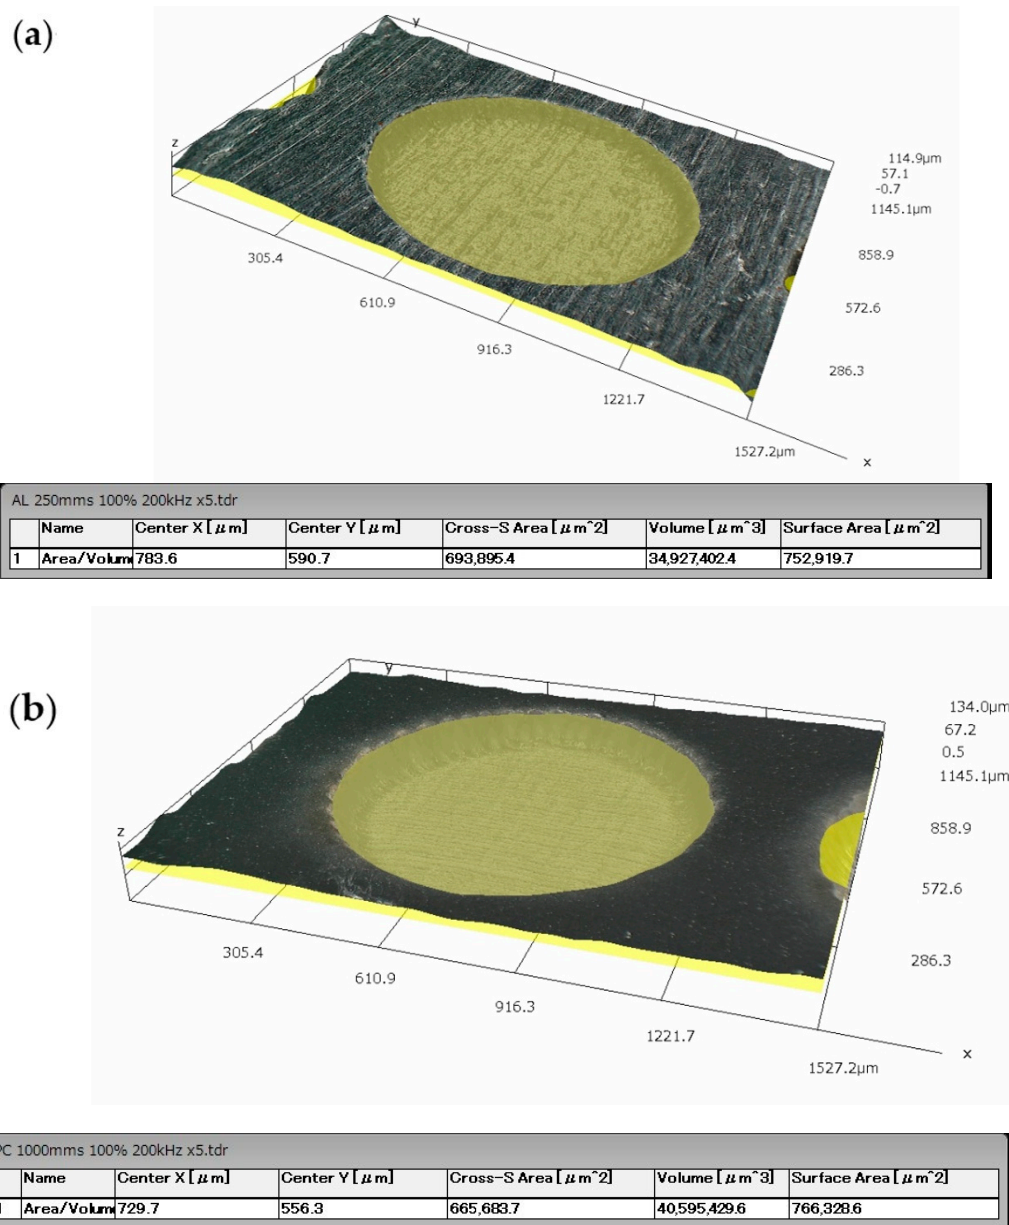 (a)
y
z
114.9μm
57.1
-0.7
1145.1μm
858.9
572.6
286.3
305.4
610.9
916.3
1221.7
1527.2μm
x
AL 250mms 100% 200kHz x5.tdr
Name Center X [μm] Center Y [μm] Cross-S Area [μm^2] Volume [μm^3] Surface Area [μm^2]
1 Area/Volum 783.6 590.7 693,895.4 34,927,402.4 752,919.7
(b)
y
z
134.0μm
67.2
0.5
1145.1μm
858.9
572.6
286.3
305.4
610.9
916.3
1221.7
1527.2μm
x
PC 1000mms 100% 200kHz x5.tdr
Name Center X [μm] Center Y [μm] Cross-S Area [μm^2] Volume [μm^3] Surface Area [μm^2]
1 Area/Volum 729.7 556.3 665,683.7 40,595,429.6 766,328.6